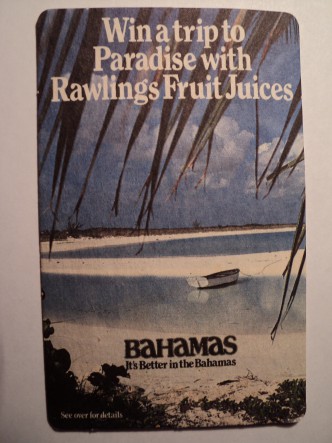 Win a trip to
Paradise with
Rawlings Fruit Juices
BAHAMAS
It's Better in the Bahamas
See over for details